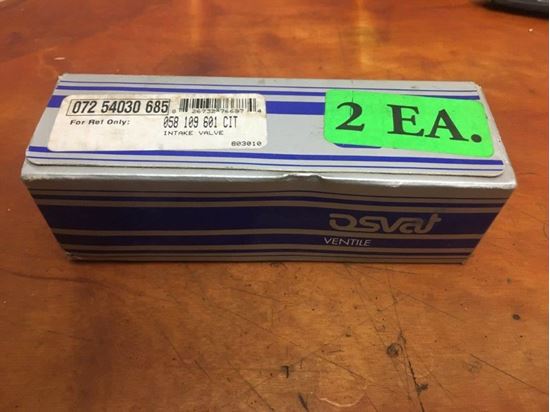 072 54030 685
For Ref Only:
058 109 601 CIT
INTAKE VALVE
803010
2 EA.
osvat
VENTILE